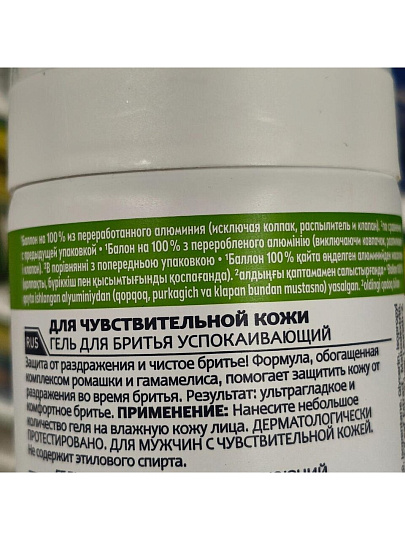 ¹Баллон на 100% из переработанного алюминия (исключая колпак, распылитель и клапан).
с предыдущей упаковкой • ¹Балон на 100% з переробленого алюмінію (виключаючи ковпачок,
і клапан). ²В порівнянні з попередньою упаковкою • ¹Баллон 100% қайта өңделген алюминийден
(қалпақты, бүріккіш пен қысымтығынды қоспағанда). ²алдыңғы қаптамамен салыстырғанда •
qayta ishlangan alyuminiydan (qopqoq, purkagich va klapan bundan mustasno) yasalgan. ²oldingi
ДЛЯ ЧУВСТВИТЕЛЬНОЙ КОЖИ
RUS ГЕЛЬ ДЛЯ БРИТЬЯ УСПОКАИВАЮЩИЙ
Защита от раздражения и чистое бритье! Формула, обогащенная
комплексом ромашки и гамамелиса, помогает защитить кожу от
раздражения во время бритья. Результат: ультрагладкое и
комфортное бритье. ПРИМЕНЕНИЕ: Нанесите небольшое
количество геля на влажную кожу лица. ДЕРМАТОЛОГИЧЕСКИ
ПРОТЕСТИРОВАНО. ДЛЯ МУЖЧИН С ЧУВСТВИТЕЛЬНОЙ КОЖЕЙ.
Не содержит этилового спирта.